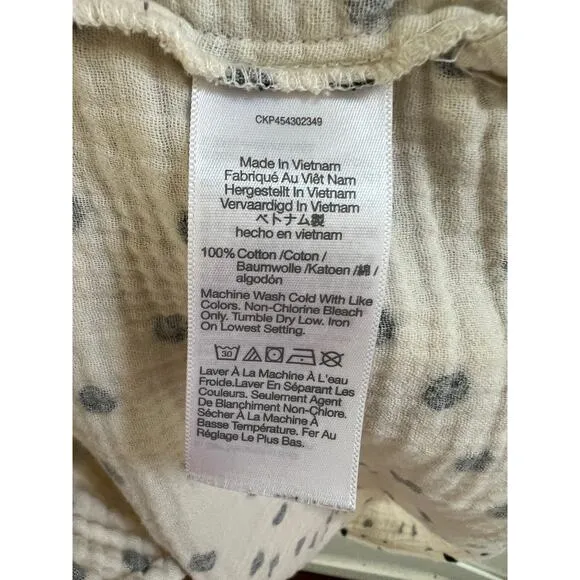 CKP454302349
Made In Vietnam
Fabriqué Au Viêt Nam
Hergestellt In Vietnam
Vervaardigd In Vietnam
ベトナム製
hecho en vietnam
100% Cotton /Coton /
Baumwolle /Katoen /綿 /
algodón
Machine Wash Cold With Like
Colors. Non-Chlorine Bleach
Only. Tumble Dry Low. Iron
On Lowest Setting.
30
Laver À La Machine À L'eau
Froide.Laver En Séparant Les
Couleurs. Seulement Agent
De Blanchiment Non-Chlore.
Sécher À La Machine À
Basse Température. Fer Au
Réglage Le Plus Bas.